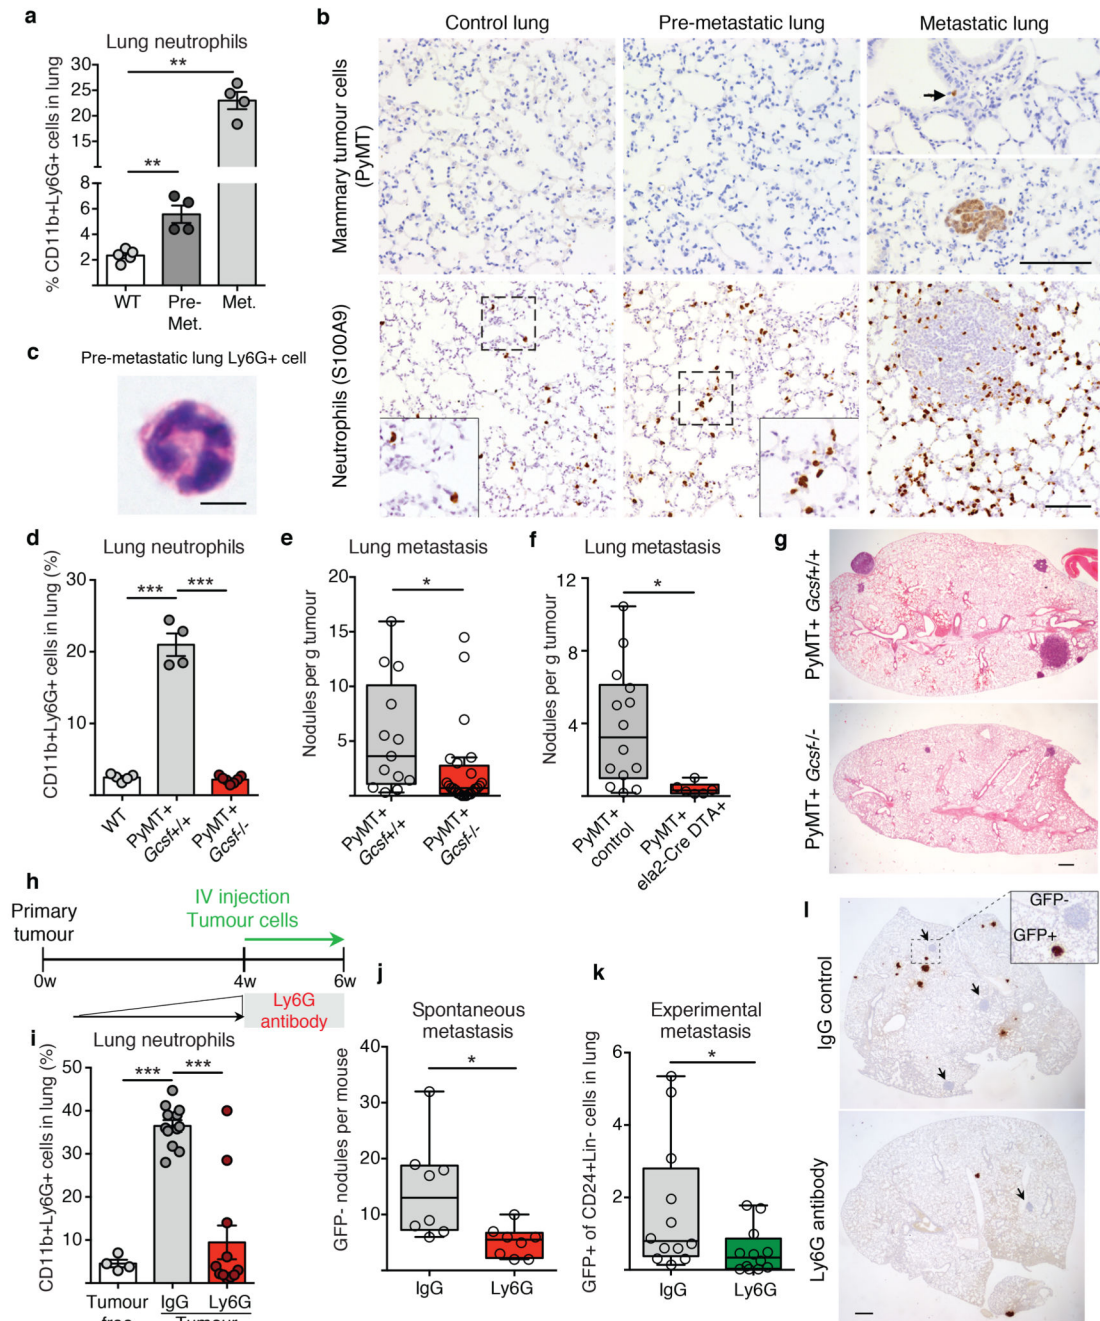 a
Lung neutrophils
% CD11b+Ly6G+ cells in lung
30
25
20
15
10
8
6
4
2
**
**
WT
Pre-
Met.
Met.
b
Control lung
Pre-metastatic lung
Metastatic lung
Mammary tumour cells
(PyMT)
Neutrophils (S100A9)
c
Pre-metastatic lung Ly6G+ cell
d
Lung neutrophils
CD11b+Ly6G+ cells in lung (%)
30
20
10
***
***
WT
PyMT+
Gcsf+/+
PyMT+
Gcsf-/-
e
Lung metastasis
Nodules per g tumour
20
15
10
5
*
PyMT+
Gcsf+/+
PyMT+
Gcsf-/-
f
Lung metastasis
Nodules per g tumour
12
8
4
*
PyMT+
control
PyMT+
ela2-Cre DTA+
g
PyMT+ Gcsf+/+
PyMT+ Gcsf-/-
h
IV injection
Tumour cells
Primary
tumour
0w
4w
6w
Ly6G
antibody
i
Lung neutrophils
CD11b+Ly6G+ cells in lung (%)
50
40
30
20
10
0
***
***
Tumour
free
IgG
Ly6G
Tumour
j
Spontaneous
metastasis
GFP- nodules per mouse
40
30
20
10
0
*
IgG
Ly6G
k
Experimental
metastasis
GFP+ of CD24+Lin- cells in lung
6
4
2
*
IgG
Ly6G
l
GFP-
GFP+
IgG control
Ly6G antibody